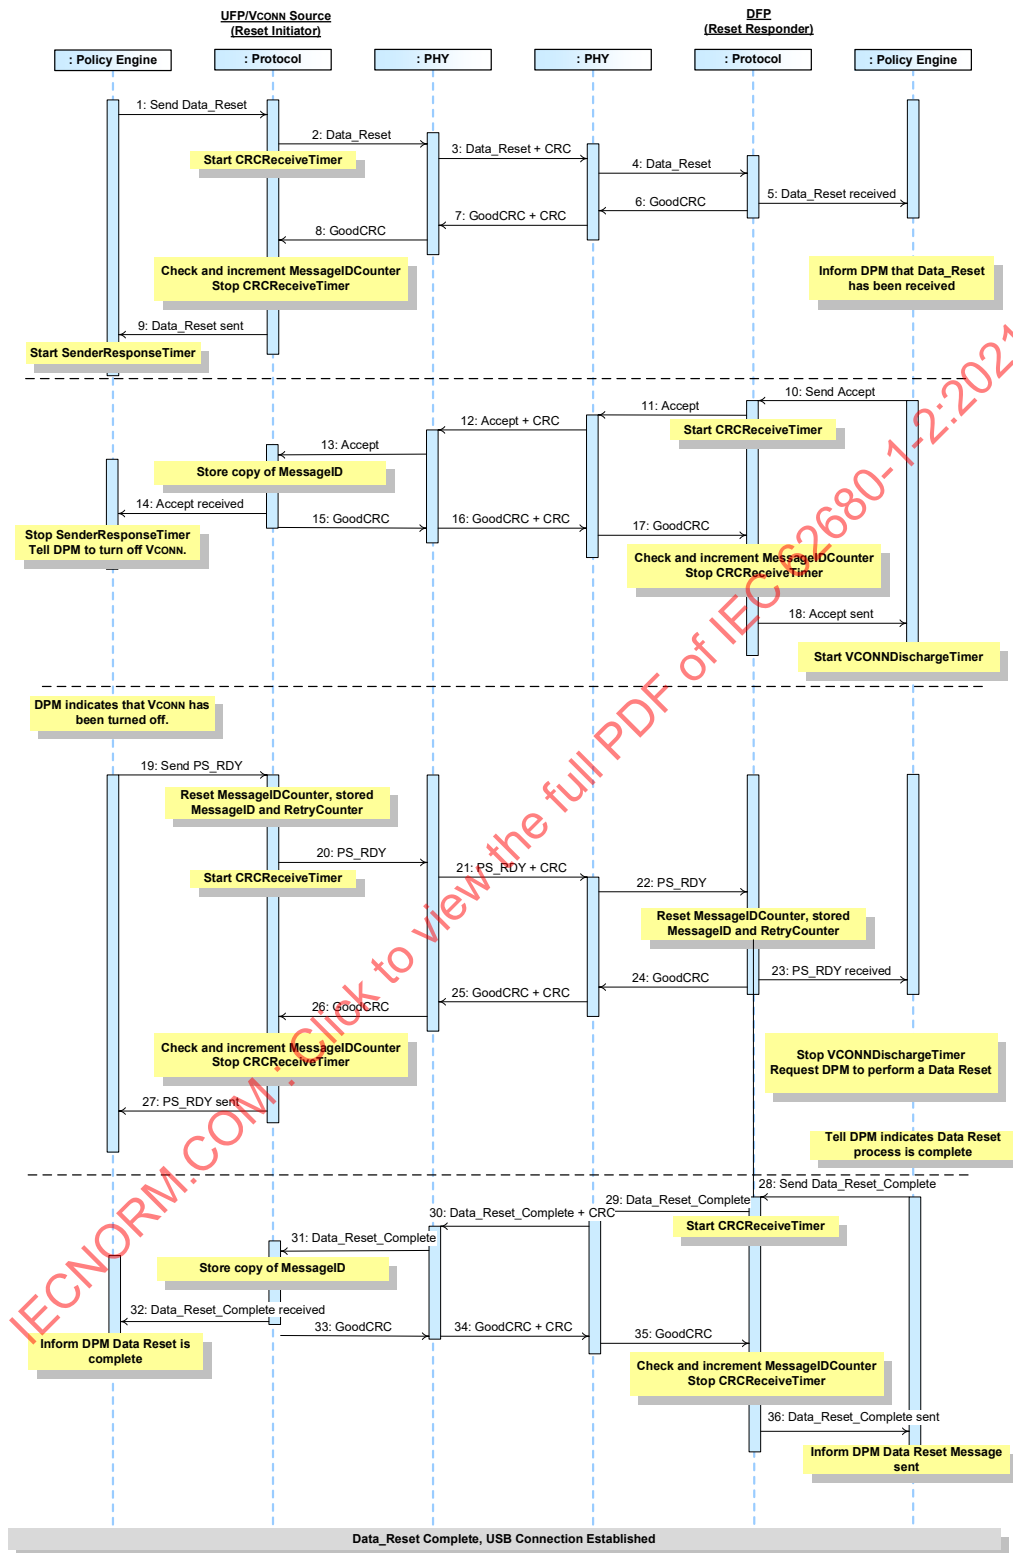 UFP/VCONN Source
(Reset Initiator)
DFP
(Reset Responder)
: Policy Engine
: Protocol
: PHY
: PHY
: Protocol
: Policy Engine
1: Send Data_Reset
2: Data_Reset
Start CRCReceiveTimer
3: Data_Reset + CRC
4: Data_Reset
5: Data_Reset received
6: GoodCRC
7: GoodCRC + CRC
8: GoodCRC
Check and increment MessageIDCounter
Stop CRCReceiveTimer
Inform DPM that Data_Reset
has been received
9: Data_Reset sent
Start SenderResponseTimer
10: Send Accept
11: Accept
Start CRCReceiveTimer
12: Accept + CRC
13: Accept
Store copy of MessageID
14: Accept received
15: GoodCRC
16: GoodCRC + CRC
17: GoodCRC
Stop SenderResponseTimer
Tell DPM to turn off VCONN.
Check and increment MessageIDCounter
Stop CRCReceiveTimer
18: Accept sent
Start VCONNDischargeTimer
DPM indicates that VCONN has
been turned off.
19: Send PS_RDY
Reset MessageIDCounter, stored
MessageID and RetryCounter
20: PS_RDY
Start CRCReceiveTimer
21: PS_RDY + CRC
22: PS_RDY
Reset MessageIDCounter, stored
MessageID and RetryCounter
23: PS_RDY received
24: GoodCRC
25: GoodCRC + CRC
26: GoodCRC
Check and increment MessageIDCounter
Stop CRCReceiveTimer
Stop VCONNDischargeTimer
Request DPM to perform a Data Reset
27: PS_RDY sent
Tell DPM indicates Data Reset
process is complete
28: Send Data_Reset_Complete
29: Data_Reset_Complete
Start CRCReceiveTimer
30: Data_Reset_Complete + CRC
31: Data_Reset_Complete
Store copy of MessageID
32: Data_Reset_Complete received
33: GoodCRC
34: GoodCRC + CRC
35: GoodCRC
Inform DPM Data Reset is
complete
Check and increment MessageIDCounter
Stop CRCReceiveTimer
36: Data_Reset_Complete sent
Inform DPM Data Reset Message
sent
Data_Reset Complete, USB Connection Established
IECNORM.COM : Click to view the full PDF of IEC 62680-1-2:2021